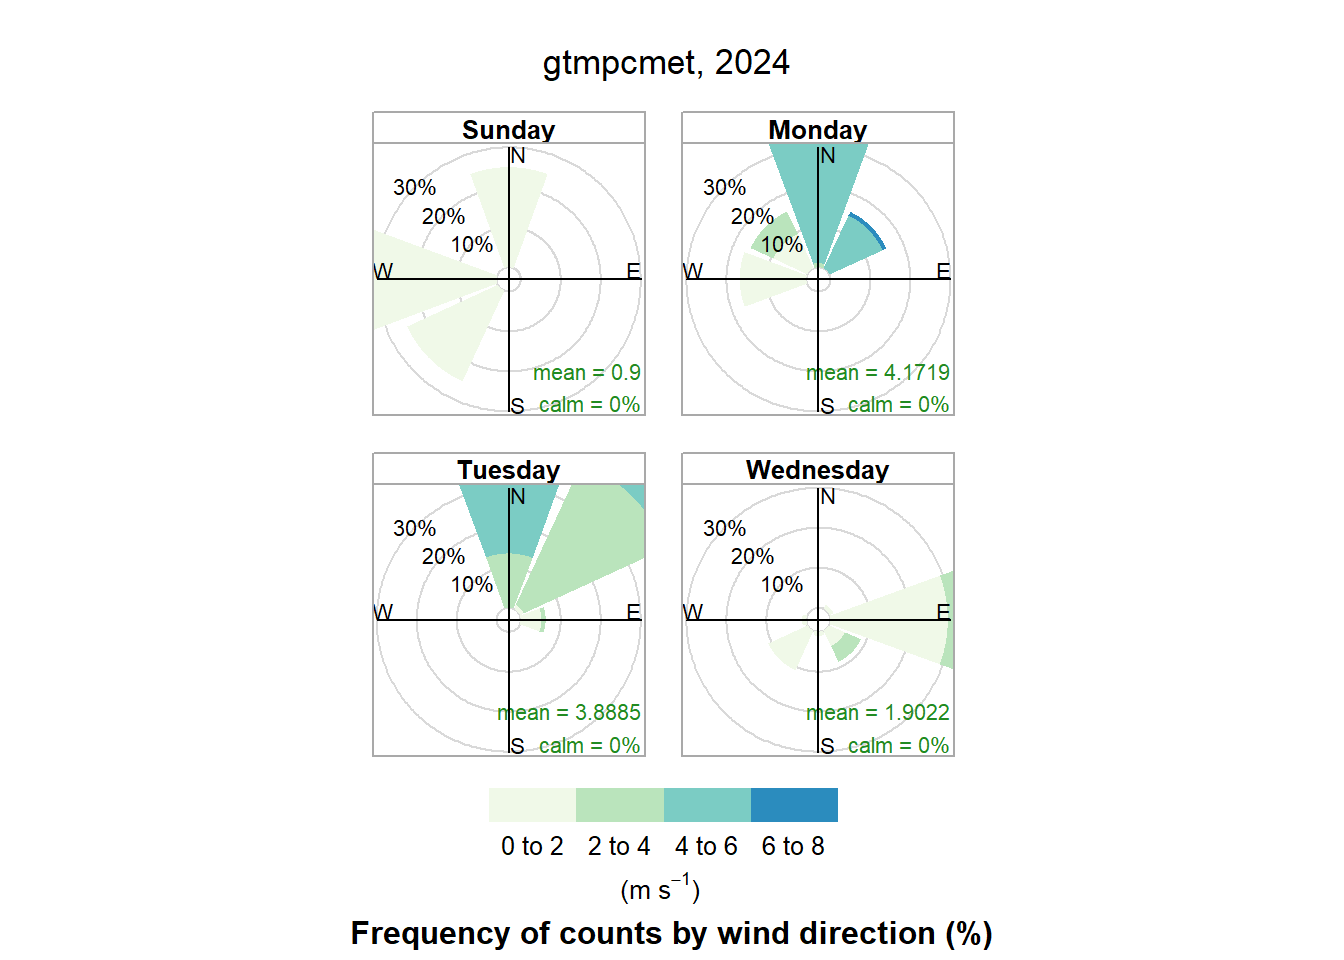 gtmpcmet, 2024
Sunday
N
30%
20%
10%
W
E
mean = 0.9
S
calm = 0%
Monday
N
30%
20%
10%
W
E
mean = 4.1719
S
calm = 0%
Tuesday
N
30%
20%
10%
W
E
mean = 3.8885
S
calm = 0%
Wednesday
N
30%
20%
10%
W
E
mean = 1.9022
S
calm = 0%
0 to 2 2 to 4 4 to 6 6 to 8
(m s⁻¹)
Frequency of counts by wind direction (%)